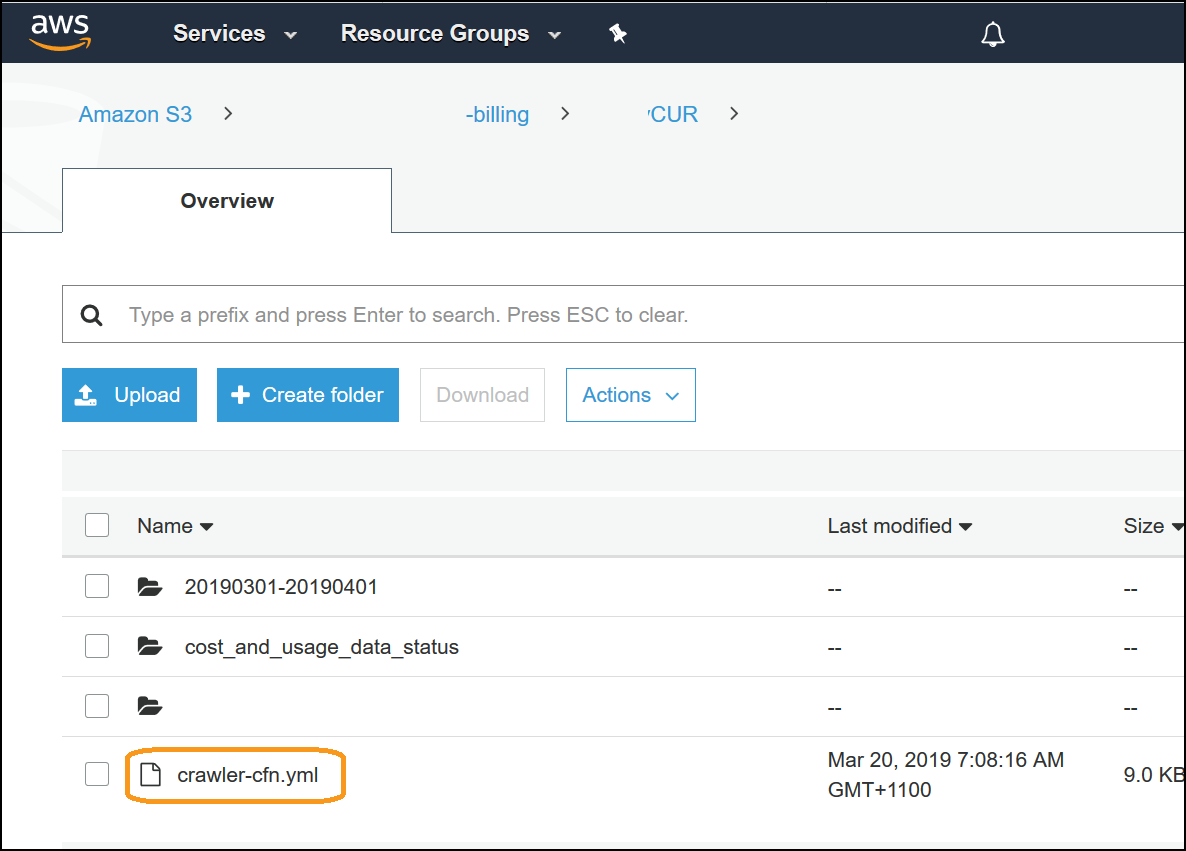 aws Services Resource Groups
Amazon S3 > -billing > CUR >
Overview
Type a prefix and press Enter to search. Press ESC to clear.
Upload Create folder Download Actions
Name Last modified Size
20190301-20190401 -- --
cost_and_usage_data_status -- --
-- --
crawler-cfn.yml Mar 20, 2019 7:08:16 AM 9.0 KB
GMT+1100